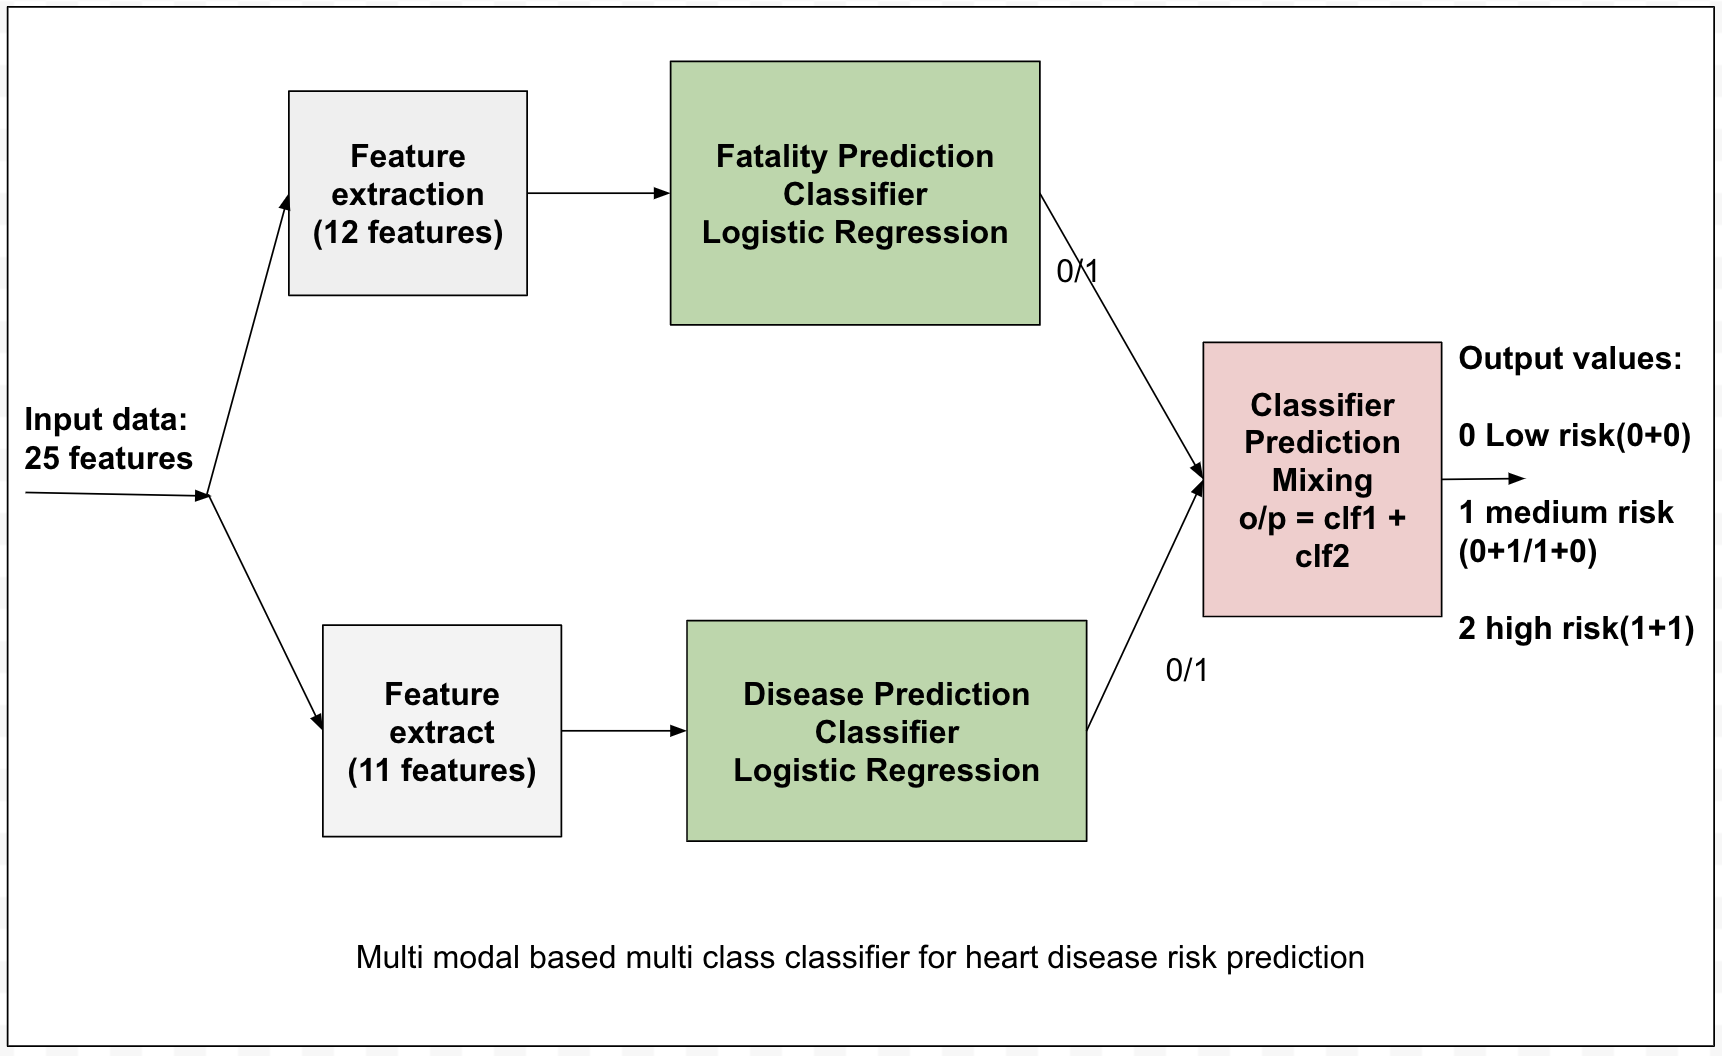 Input data:
25 features
Feature
extraction
(12 features)
Fatality Prediction
Classifier
Logistic Regression
0/1
Feature
extract
(11 features)
Disease Prediction
Classifier
Logistic Regression
0/1
Classifier
Prediction
Mixing
o/p = clf1 +
clf2
Output values:
0 Low risk(0+0)
1 medium risk
(0+1/1+0)
2 high risk(1+1)
Multi modal based multi class classifier for heart disease risk prediction